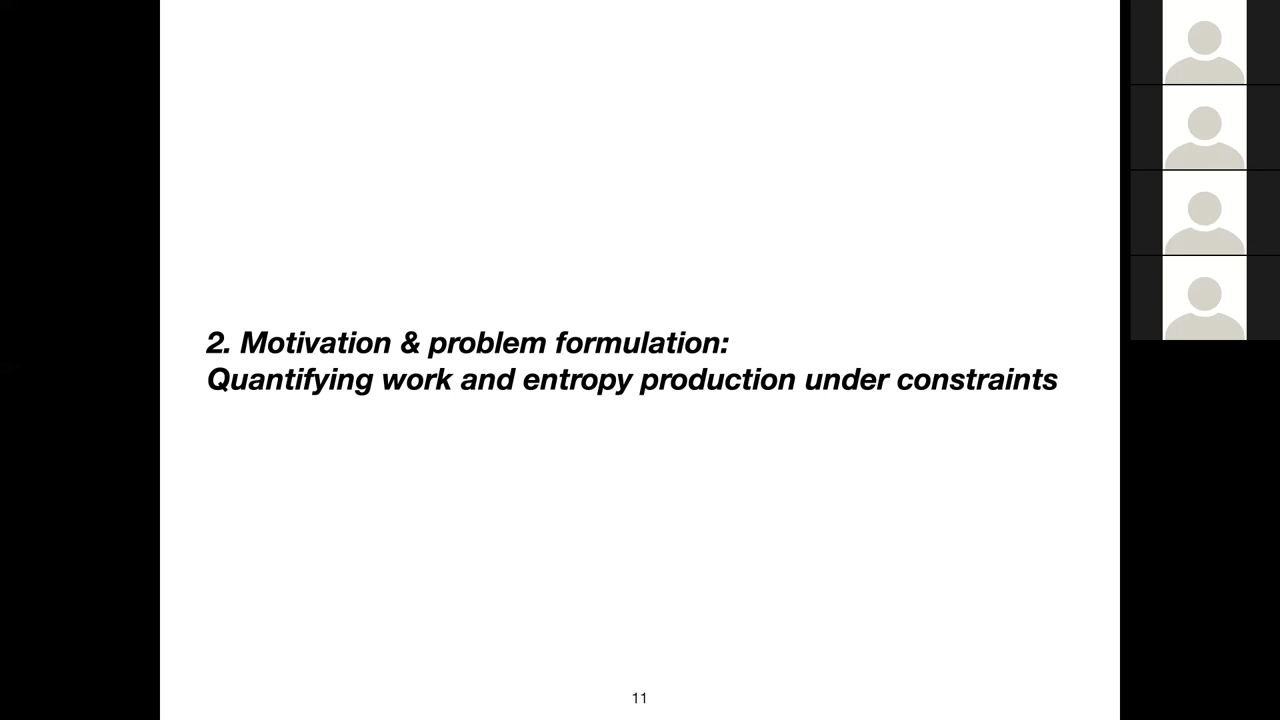 2. Motivation & problem formulation:
Quantifying work and entropy production under constraints
11